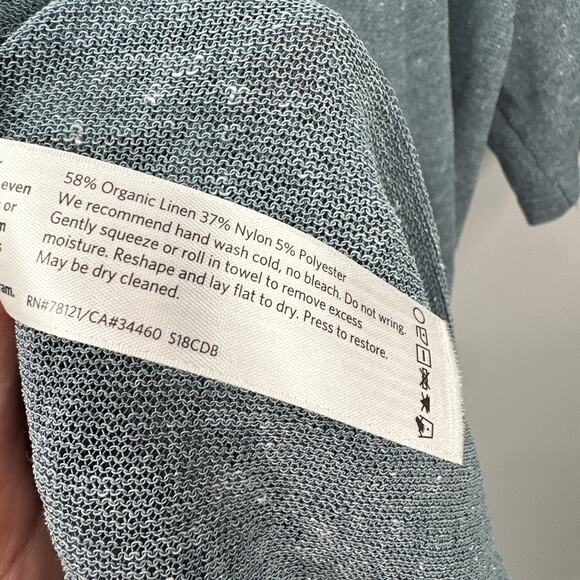 even
or
58% Organic Linen 37% Nylon 5% Polyester
We recommend hand wash cold, no bleach. Do not wring.
Gently squeeze or roll in towel to remove excess
moisture. Reshape and lay flat to dry. Press to restore.
May be dry cleaned.
RN#78121/CA#34460 S18CDB